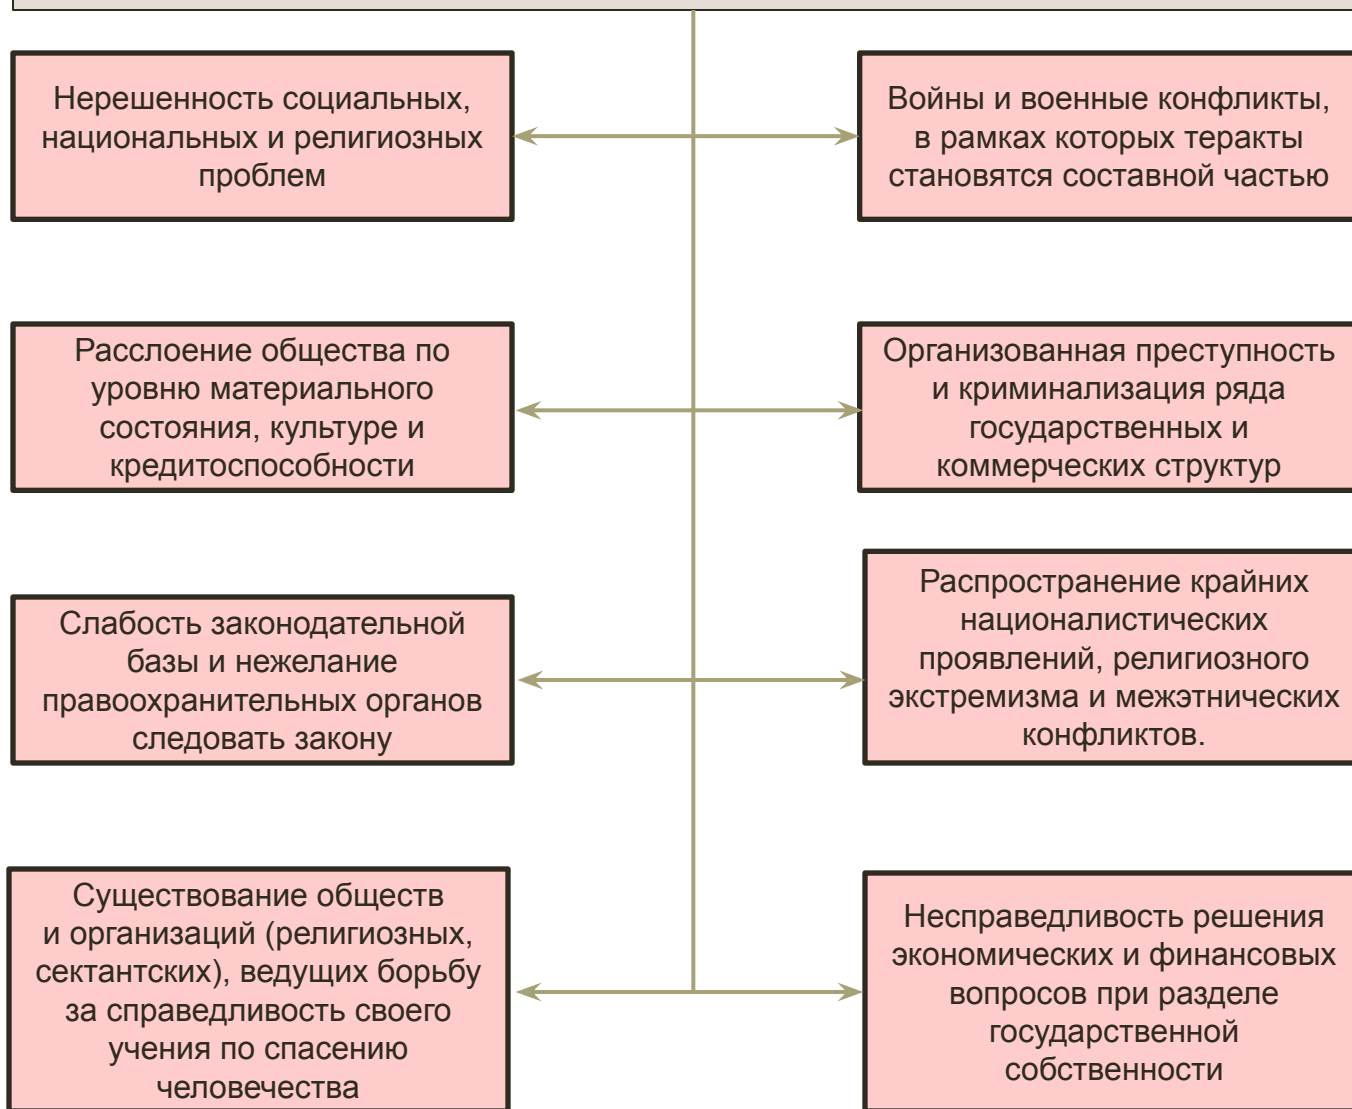 Нерешенность социальных,
национальных и религиозных
проблем
Войны и военные конфликты,
в рамках которых теракты
становятся составной частью
Расслоение общества по
уровню материального
состояния, культуре и
кредитоспособности
Организованная преступность
и криминализация ряда
государственных и
коммерческих структур
Слабость законодательной
базы и нежелание
правоохранительных органов
следовать закону
Распространение крайних
националистических
проявлений, религиозного
экстремизма и межэтнических
конфликтов.
Существование обществ
и организаций (религиозных,
сектантских), ведущих борьбу
за справедливость своего
учения по спасению
человечества
Несправедливость решения
экономических и финансовых
вопросов при разделе
государственной
собственности